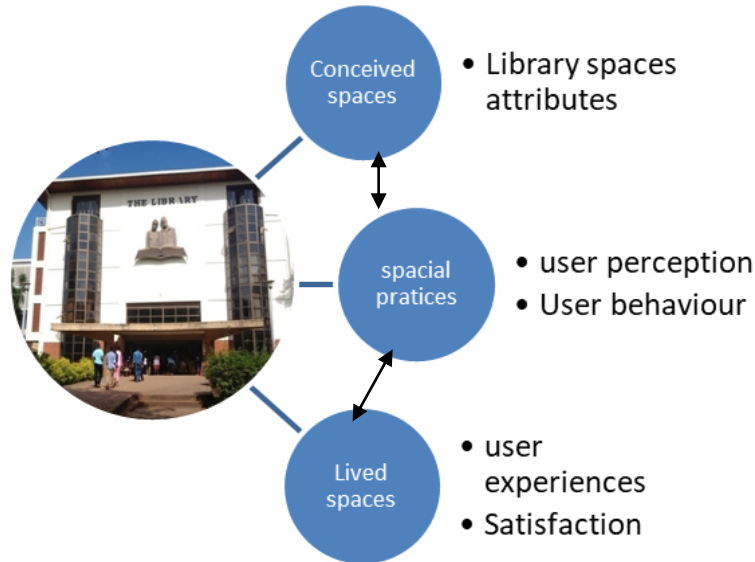 Conceived
spaces
• Library spaces
attributes
THE LIBRARY
spacial
pratices
• user perception
• User behaviour
Lived
spaces
• user
experiences
• Satisfaction